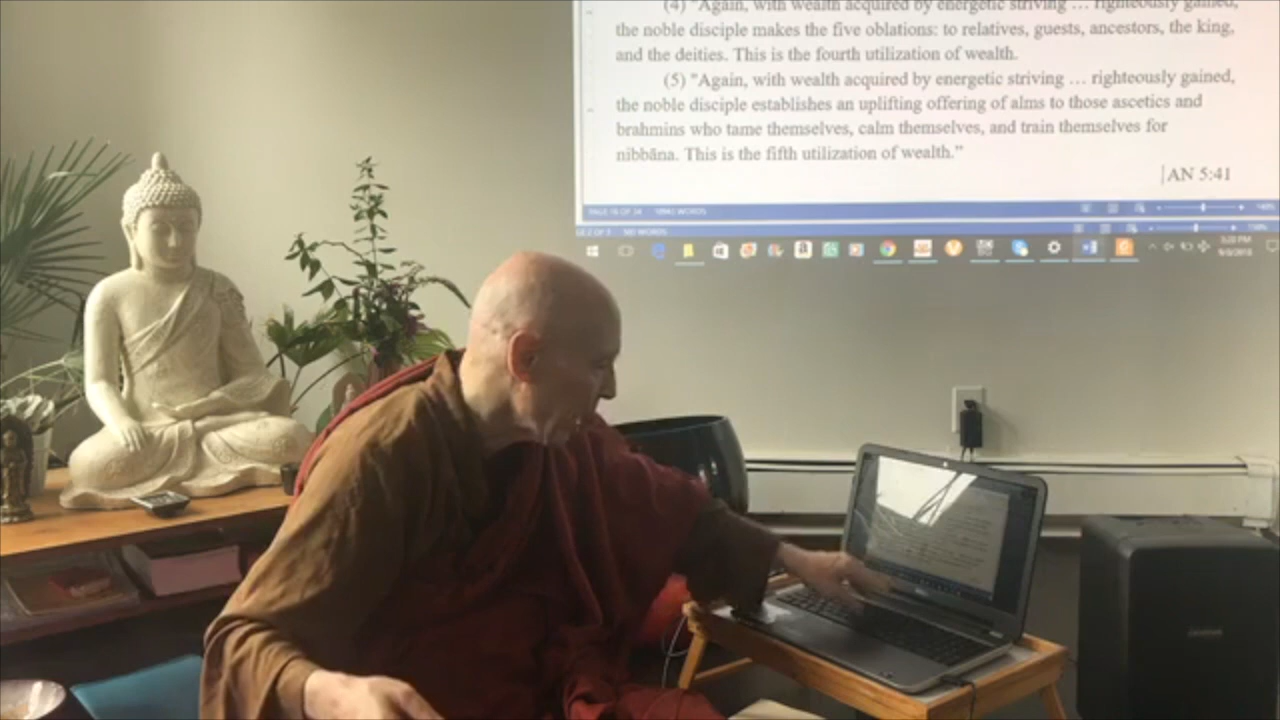 (4) "Again, with wealth acquired by energetic striving … righteously gained,
the noble disciple makes the five oblations: to relatives, guests, ancestors, the king,
and the deities. This is the fourth utilization of wealth.
(5) "Again, with wealth acquired by energetic striving … righteously gained,
the noble disciple establishes an uplifting offering of alms to those ascetics and
brahmins who tame themselves, calm themselves, and train themselves for
nibbāna. This is the fifth utilization of wealth."
AN 5:41
WORDS
WORDS